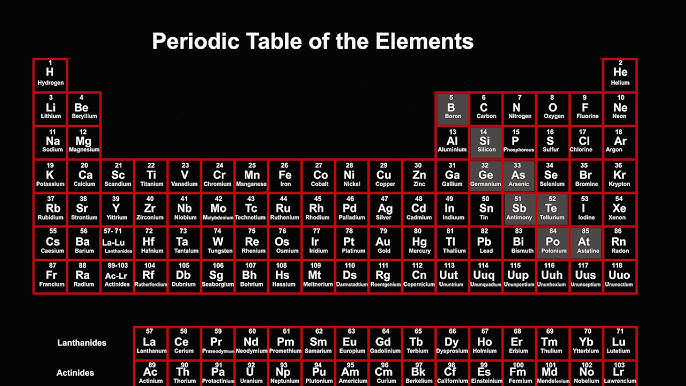 Periodic Table of the Elements
1 2
H He
Hydrogen Helium
3 4 5 6 7 8 9 10
Li Be B C N O F Ne
Lithium Beryllium Boron Carbon Nitrogen Oxygen Fluorine Neon
11 12 13 14 15 16 17 18
Na Mg Al Si P S Cl Ar
Sodium Magnesium Aluminium Silicon Phosphorous Sulfur Chlorine Argon
19 20 21 22 23 24 25 26 27 28 29 30 31 32 33 34 35 36
K Ca Sc Ti V Cr Mn Fe Co Ni Cu Zn Ga Ge As Se Br Kr
Potassium Calcium Scandium Titanium Vanadium Chromium Manganese Iron Cobalt Nickel Copper Zinc Gallium Germanium Arsenic Selenium Bromine Krypton
37 38 39 40 41 42 43 44 45 46 47 48 49 50 51 52 53 54
Rb Sr Y Zr Nb Mo Tc Ru Rh Pd Ag Cd In Sn Sb Te I Xe
Rubidium Strontium Yttrium Zirconium Niobium Molybdenum Technetium Ruthenium Rhodium Palladium Silver Cadmium Indium Tin Antimony Tellurium Iodine Xenon
55 56 57- 71 72 73 74 75 76 77 78 79 80 81 82 83 84 85 86
Cs Ba La-Lu Hf Ta W Re Os Ir Pt Au Hg Tl Pb Bi Po At Rn
Caesium Barium Lanthanides Hafnium Tantalum Tungsten Rhenium Osmium Iridium Platinum Gold Mercury Thallium Lead Bismuth Polonium Astatine Radon
87 88 89-103 104 105 106 107 108 109 110 111 112 113 114 115 116 117 118
Fr Ra Ac-Lr Rf Db Sg Bh Hs Mt Ds Rg Cn Uut Uuq Uup Uuh Uus Uuo
Francium Radium Actinides Rutherfordium Dubnium Seaborgium Bohrium Hassium Meitnerium Darmstadtium Roentgenium Copernicium Ununtrium Ununquadium Ununpentium Ununhexium Ununseptium Ununoctium
57 58 59 60 61 62 63 64 65 66 67 68 69 70 71
Lanthanides La Ce Pr Nd Pm Sm Eu Gd Tb Dy Ho Er Tm Yb Lu
Lanthanum Cerium Praseodymium Neodymium Promethium Samarium Europium Gadolinium Terbium Dysprosium Holmium Erbium Thulium Ytterbium Lutetium
89 90 91 92 93 94 95 96 97 98 99 100 101 102 103
Actinides Ac Th Pa U Np Pu Am Cm Bk Cf Es Fm Md No Lr
Actinium Thorium Protactinium Uranium Neptunium Plutonium Americium Curium Berkelium Californium Einsteinium Fermium Mendelevium Nobelium Lawrencium